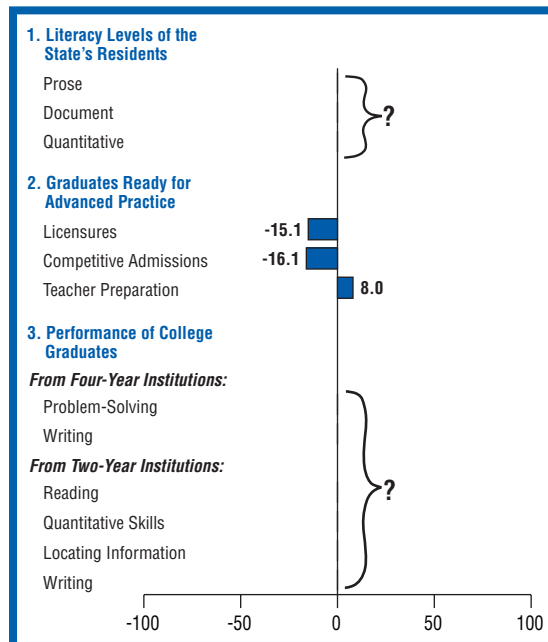 1. Literacy Levels of the
State's Residents
Prose
Document
?
Quantitative
2. Graduates Ready for
Advanced Practice
Licensures -15.1
Competitive Admissions -16.1
Teacher Preparation 8.0
3. Performance of College
Graduates
From Four-Year Institutions:
Problem-Solving
Writing
From Two-Year Institutions:
Reading
?
Quantitative Skills
Locating Information
Writing
-100 -50 0 50 100